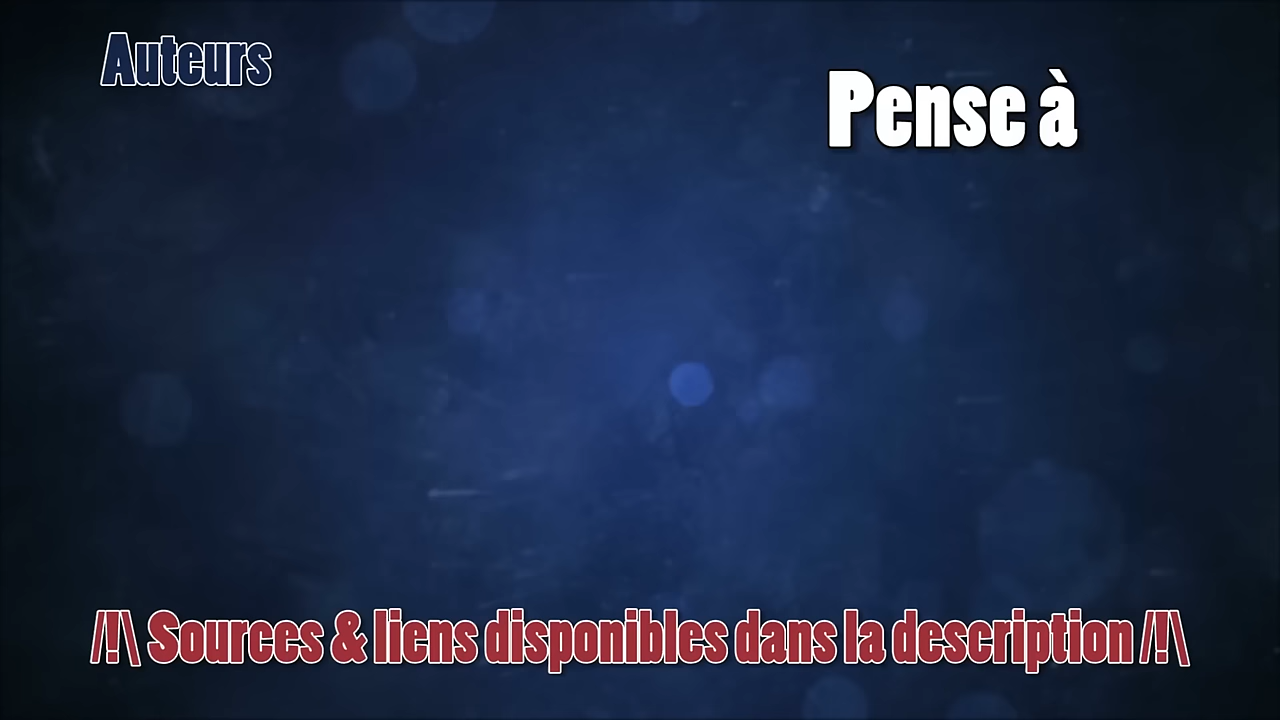 Auteurs
Pense à
/!\ Sources & liens disponibles dans la description /!\